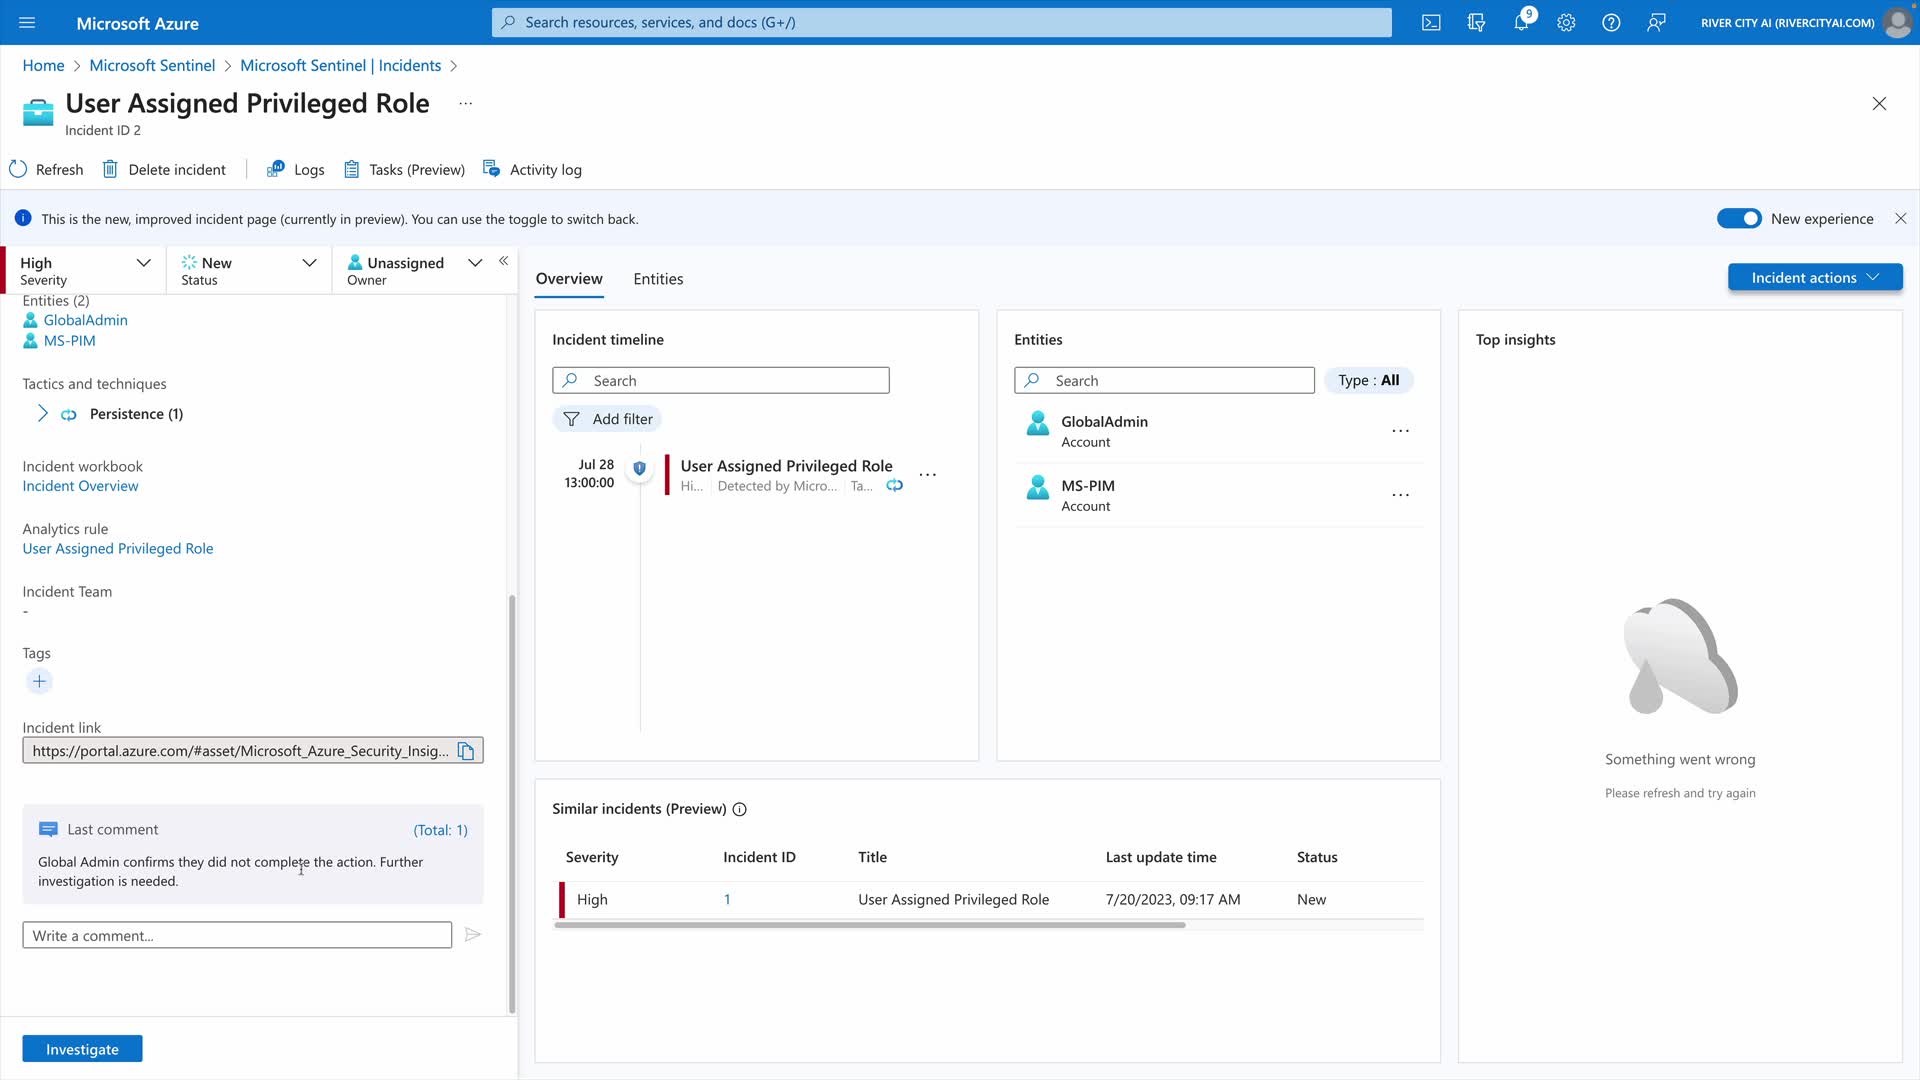 Microsoft Azure
Search resources, services, and docs (G+/)
9
RIVER CITY AI (RIVERCITYAI.COM)
Home > Microsoft Sentinel > Microsoft Sentinel | Incidents >
User Assigned Privileged Role ...
Incident ID 2
Refresh
Delete incident
Logs
Tasks (Preview)
Activity log
This is the new, improved incident page (currently in preview). You can use the toggle to switch back.
New experience
High
Severity
New
Status
Unassigned
Owner
Entities (2)
GlobalAdmin
MS-PIM
Tactics and techniques
Persistence (1)
Incident workbook
Incident Overview
Analytics rule
User Assigned Privileged Role
Incident Team
-
Tags
Incident link
https://portal.azure.com/#asset/Microsoft_Azure_Security_Insig...
Last comment
(Total: 1)
Global Admin confirms they did not complete the action. Further
investigation is needed.
Write a comment...
Investigate
Overview
Entities
Incident actions
Incident timeline
Search
Add filter
Jul 28
13:00:00
User Assigned Privileged Role
Hi... | Detected by Micro... | Ta...
Entities
Search
Type : All
GlobalAdmin
Account
MS-PIM
Account
Top insights
Something went wrong
Please refresh and try again
Similar incidents (Preview)
Severity Incident ID Title Last update time Status
High 1 User Assigned Privileged Role 7/20/2023, 09:17 AM New